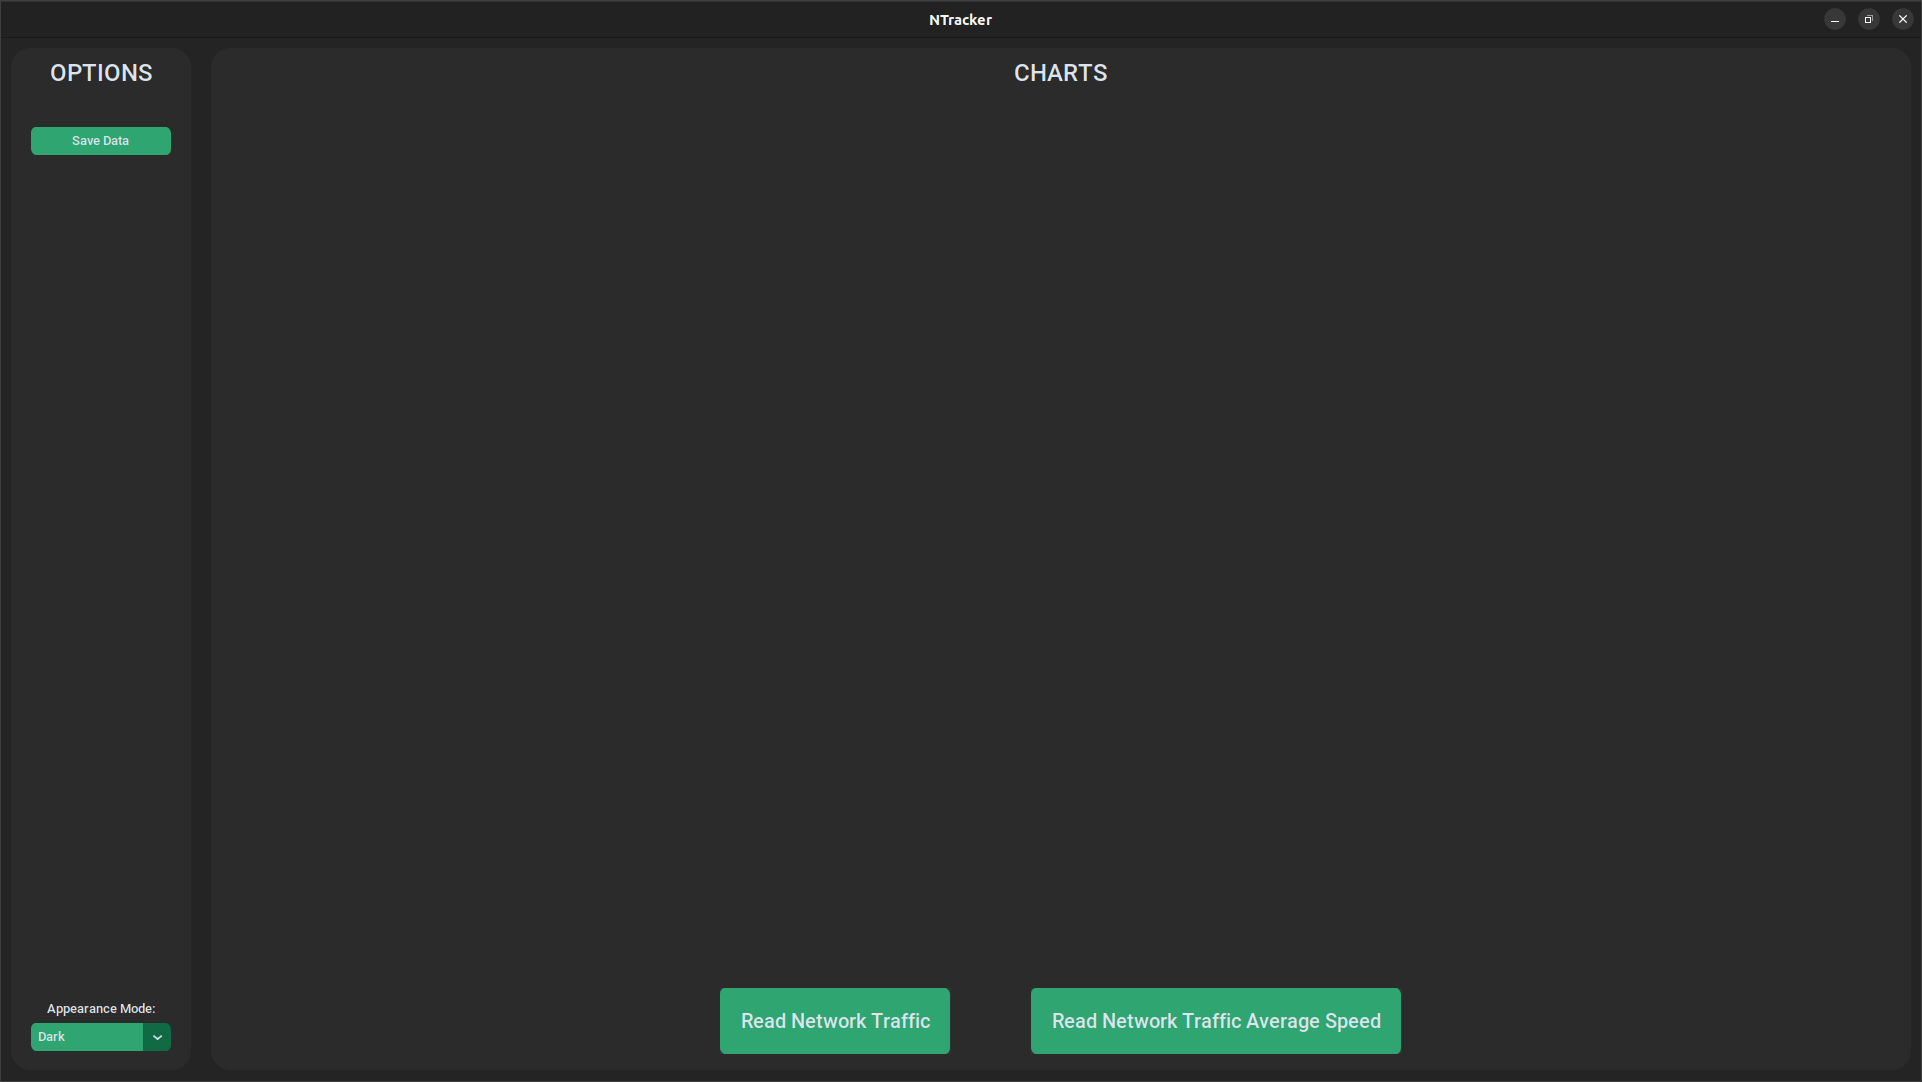 NTracker
OPTIONS
Save Data
Appearance Mode:
Dark
CHARTS
Read Network Traffic
Read Network Traffic Average Speed